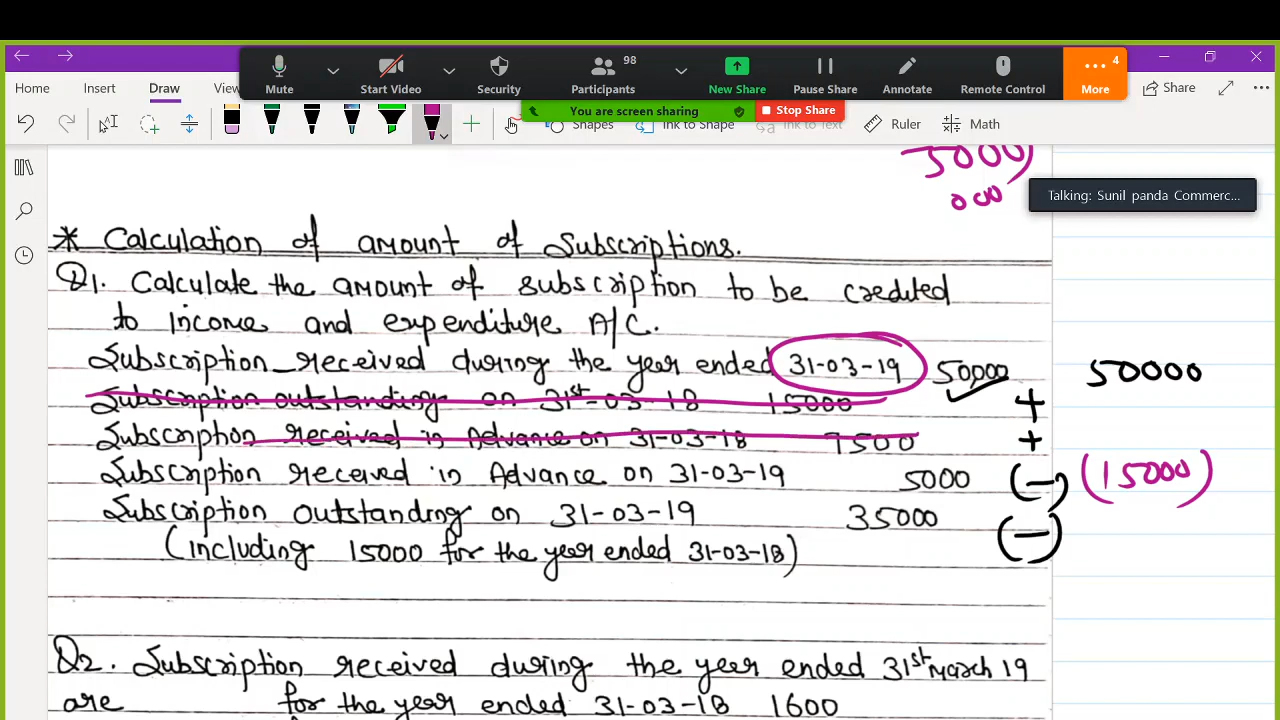 98
4
Mute
Start Video
Security
Participants
New Share
Pause Share
Annotate
Remote Control
More
Home
Insert
Draw
Share
You are screen sharing
Stop Share
Shapes
Ink to Shape
Ink to Text
Ruler
Math
5000)
000
Talking: Sunil panda Commerc...
* Calculation of amount of Subscriptions.
Q1. Calculate the amount of subscription to be credited
to income and expenditure A/C.
Subscription received during the year ended 31-03-19 50,000 50000
Subscription outstanding on 31st-03-18 15000 +
Subscription received in Advance on 31-03-18 7500 +
Subscription received in Advance on 31-03-19 5000 (-) (15000)
Subscription outstanding on 31-03-19 35000 (-)
(including 15000 for the year ended 31-03-18)
Q2. Subscription received during the year ended 31st March 19
are for the year ended 31-03-18 1600